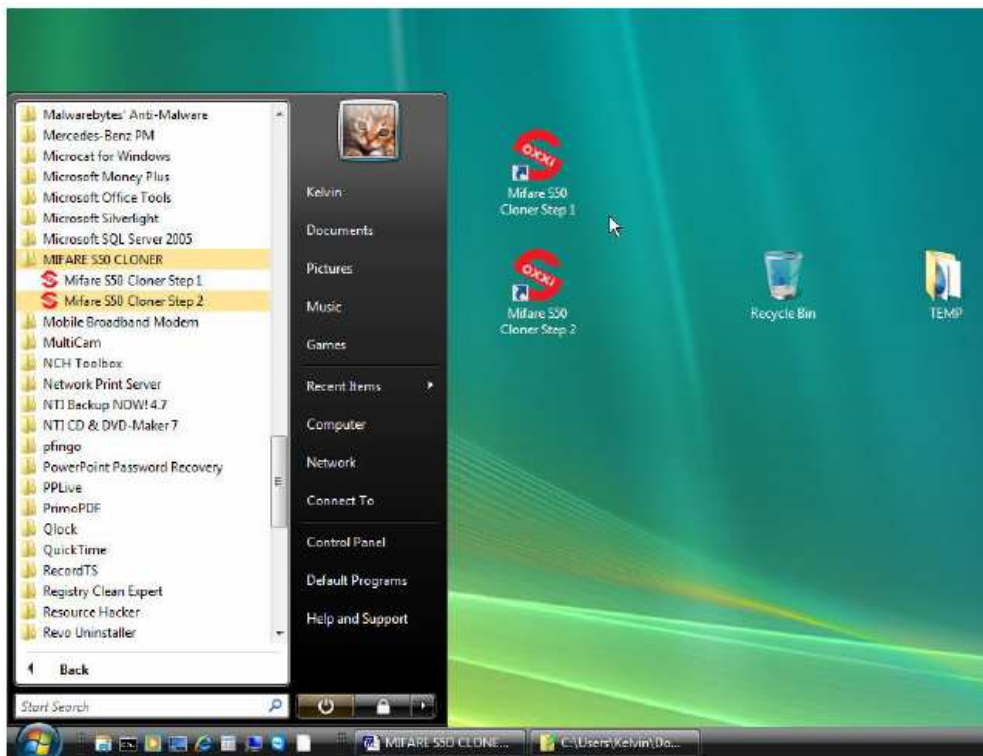 Malwarebytes' Anti-Malware
Mercedes-Benz PM
Microcat for Windows
Microsoft Money Plus
Microsoft Office Tools
Microsoft Silverlight
Microsoft SQL Server 2005
MIFARE S50 CLONER
Mifare S50 Cloner Step 1
Mifare S50 Cloner Step 2
Mobile Broadband Modem
MultiCam
NCH Toolbox
Network Print Server
NTI Backup NOW! 4.7
NTI CD & DVD-Maker 7
pfingo
PowerPoint Password Recovery
PPLive
PrimoPDF
Qlock
QuickTime
RecordTS
Registry Clean Expert
Resource Hacker
Revo Uninstaller
Back
Start Search
Kelvin
Documents
Pictures
Music
Games
Recent Items
Computer
Network
Connect To
Control Panel
Default Programs
Help and Support
OXXI
Mifare S50
Cloner Step 1
OXXI
Mifare S50
Cloner Step 2
Recycle Bin
TEMP
MIFARE S50 CLONE...
C:\Users\Kelvin\Do...